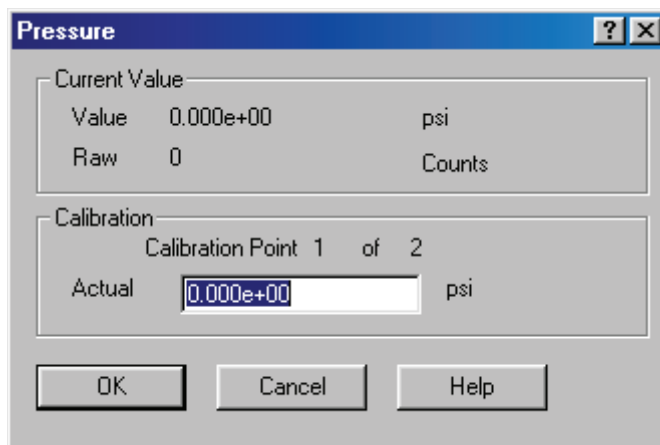 Pressure
Current Value
Value 0.000e+00 psi
Raw 0 Counts
Calibration
Calibration Point 1 of 2
Actual 0.000e+00 psi
OK Cancel Help